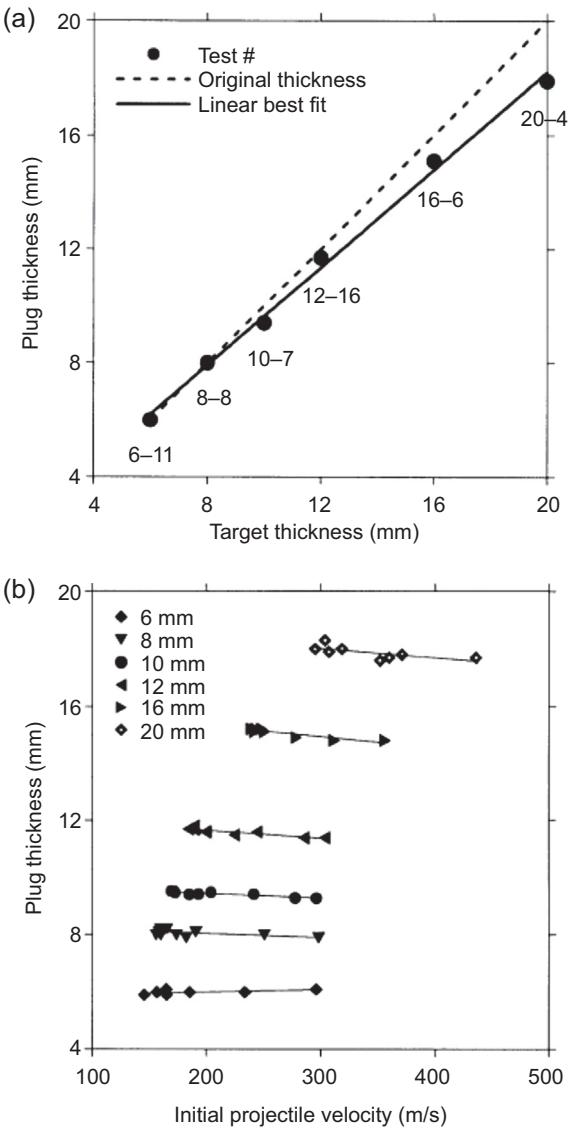 (a)
20
16
12
8
4
Plug thickness (mm)
Test #
Original thickness
Linear best fit
20–4
16–6
12–16
10–7
8–8
6–11
4 8 12 16 20
Target thickness (mm)
(b)
20
16
12
8
4
Plug thickness (mm)
6 mm
8 mm
10 mm
12 mm
16 mm
20 mm
100 200 300 400 500
Initial projectile velocity (m/s)